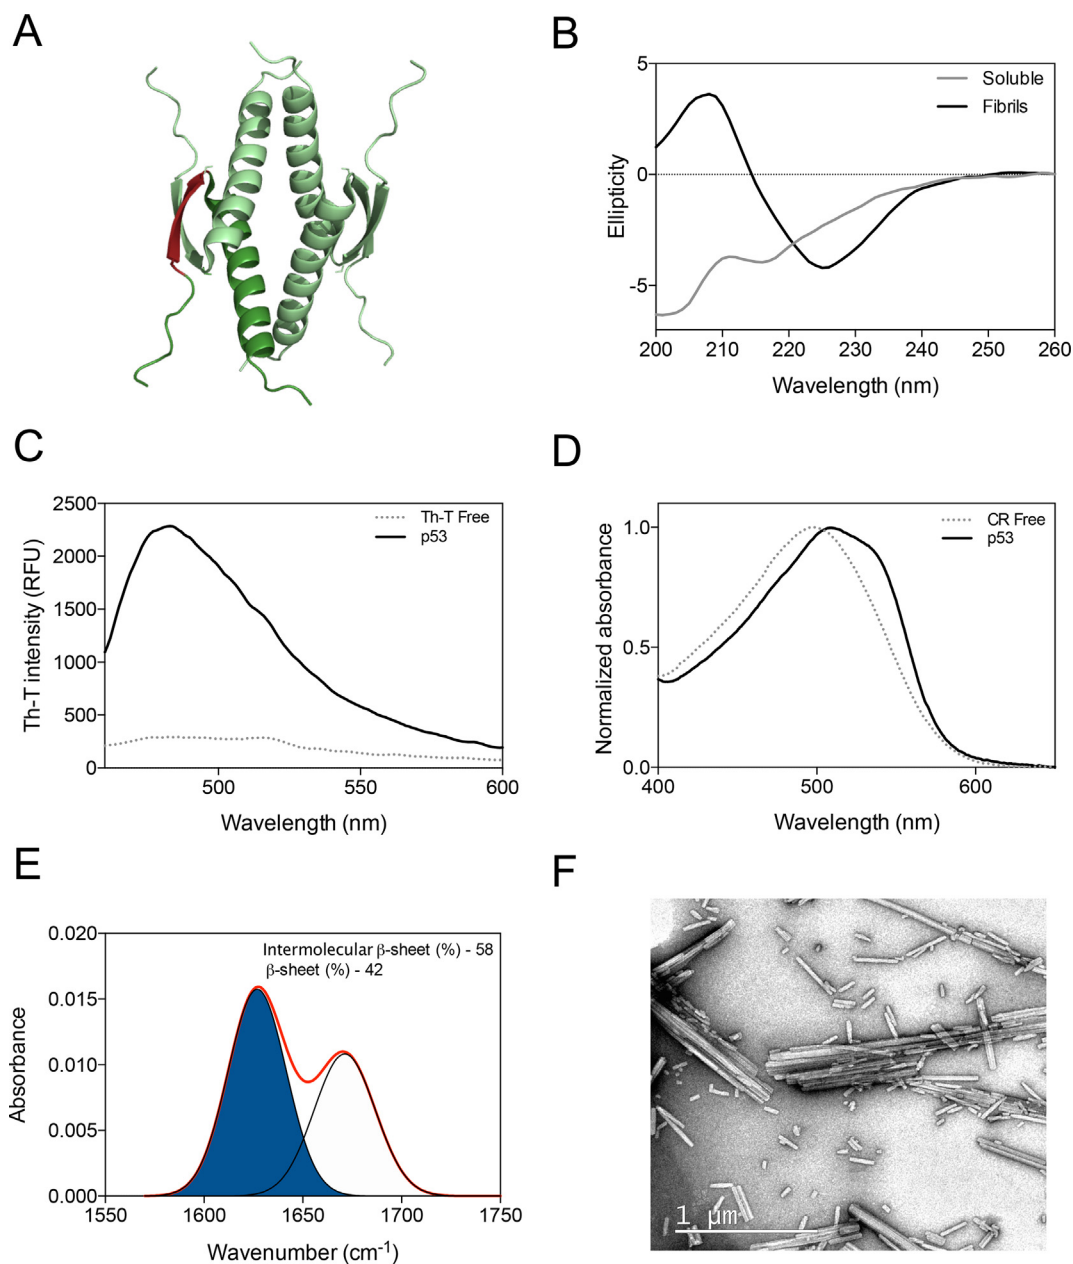 A
B
5
0
-5
Ellipticity
Soluble
Fibrils
200 210 220 230 240 250 260
Wavelength (nm)
C
2500
2000
1500
1000
500
0
Th-T intensity (RFU)
Th-T Free
p53
500 550 600
Wavelength (nm)
D
1.0
0.5
0.0
Normalized absorbance
CR Free
p53
400 500 600
Wavelength (nm)
E
0.020
0.015
0.010
0.005
0.000
Absorbance
Intermolecular β-sheet (%) - 58
β-sheet (%) - 42
1550 1600 1650 1700 1750
Wavenumber (cm-1)
F
1 µm